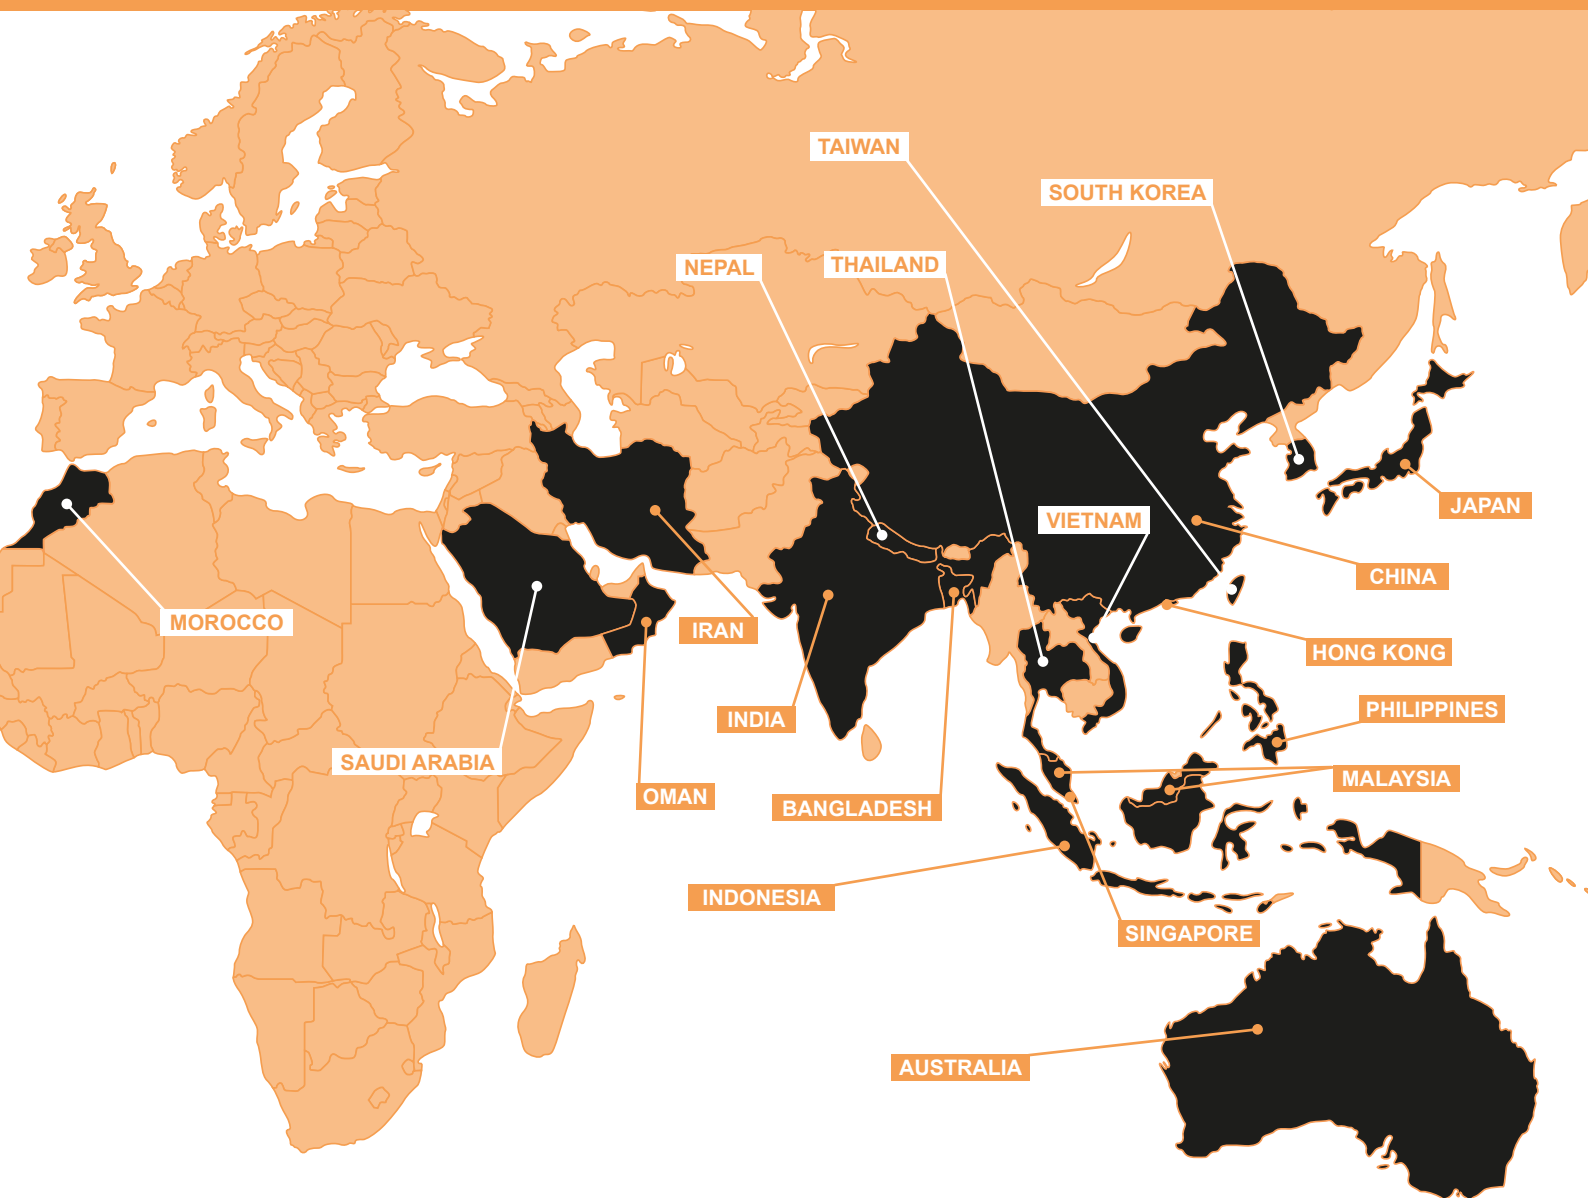 TAIWAN
SOUTH KOREA
NEPAL
THAILAND
JAPAN
VIETNAM
CHINA
MOROCCO
IRAN
HONG KONG
PHILIPPINES
INDIA
SAUDI ARABIA
MALAYSIA
OMAN
BANGLADESH
INDONESIA
SINGAPORE
AUSTRALIA